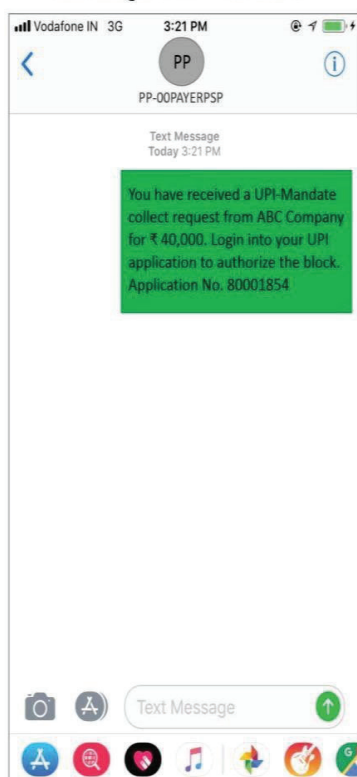 Vodafone IN 3G 3:21 PM
PP
PP-00PAYERPSP
Text Message
Today 3:21 PM
You have received a UPI-Mandate
collect request from ABC Company
for ₹ 40,000. Login into your UPI
application to authorize the block.
Application No. 80001854
Text Message